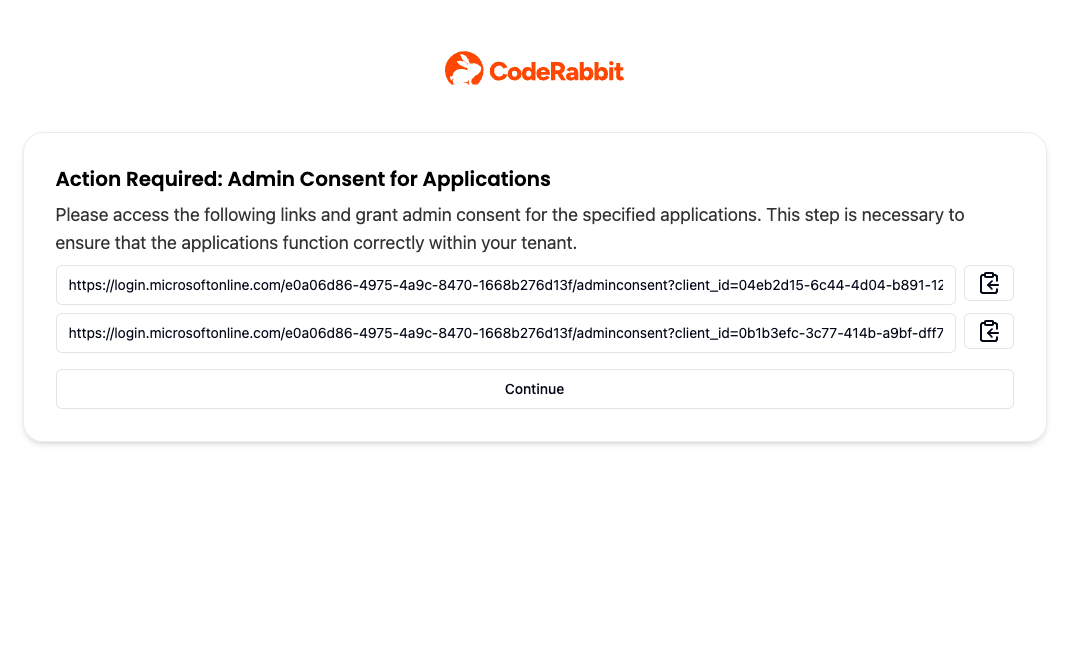 CodeRabbit
Action Required: Admin Consent for Applications
Please access the following links and grant admin consent for the specified applications. This step is necessary to
ensure that the applications function correctly within your tenant.
https://login.microsoftonline.com/e0a06d86-4975-4a9c-8470-1668b276d13f/adminconsent?client_id=04eb2d15-6c44-4d04-b891-12
https://login.microsoftonline.com/e0a06d86-4975-4a9c-8470-1668b276d13f/adminconsent?client_id=0b1b3efc-3c77-414b-a9bf-dff7
Continue